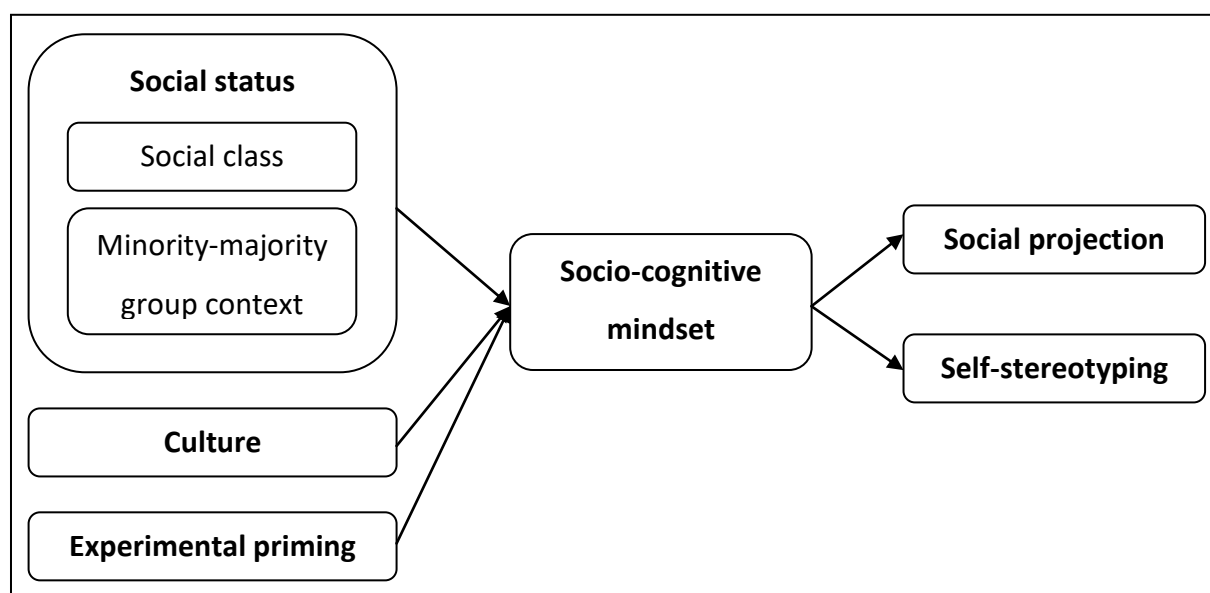 Social status
Social class
Minority-majority
group context
Culture
Experimental priming
Socio-cognitive
mindset
Social projection
Self-stereotyping